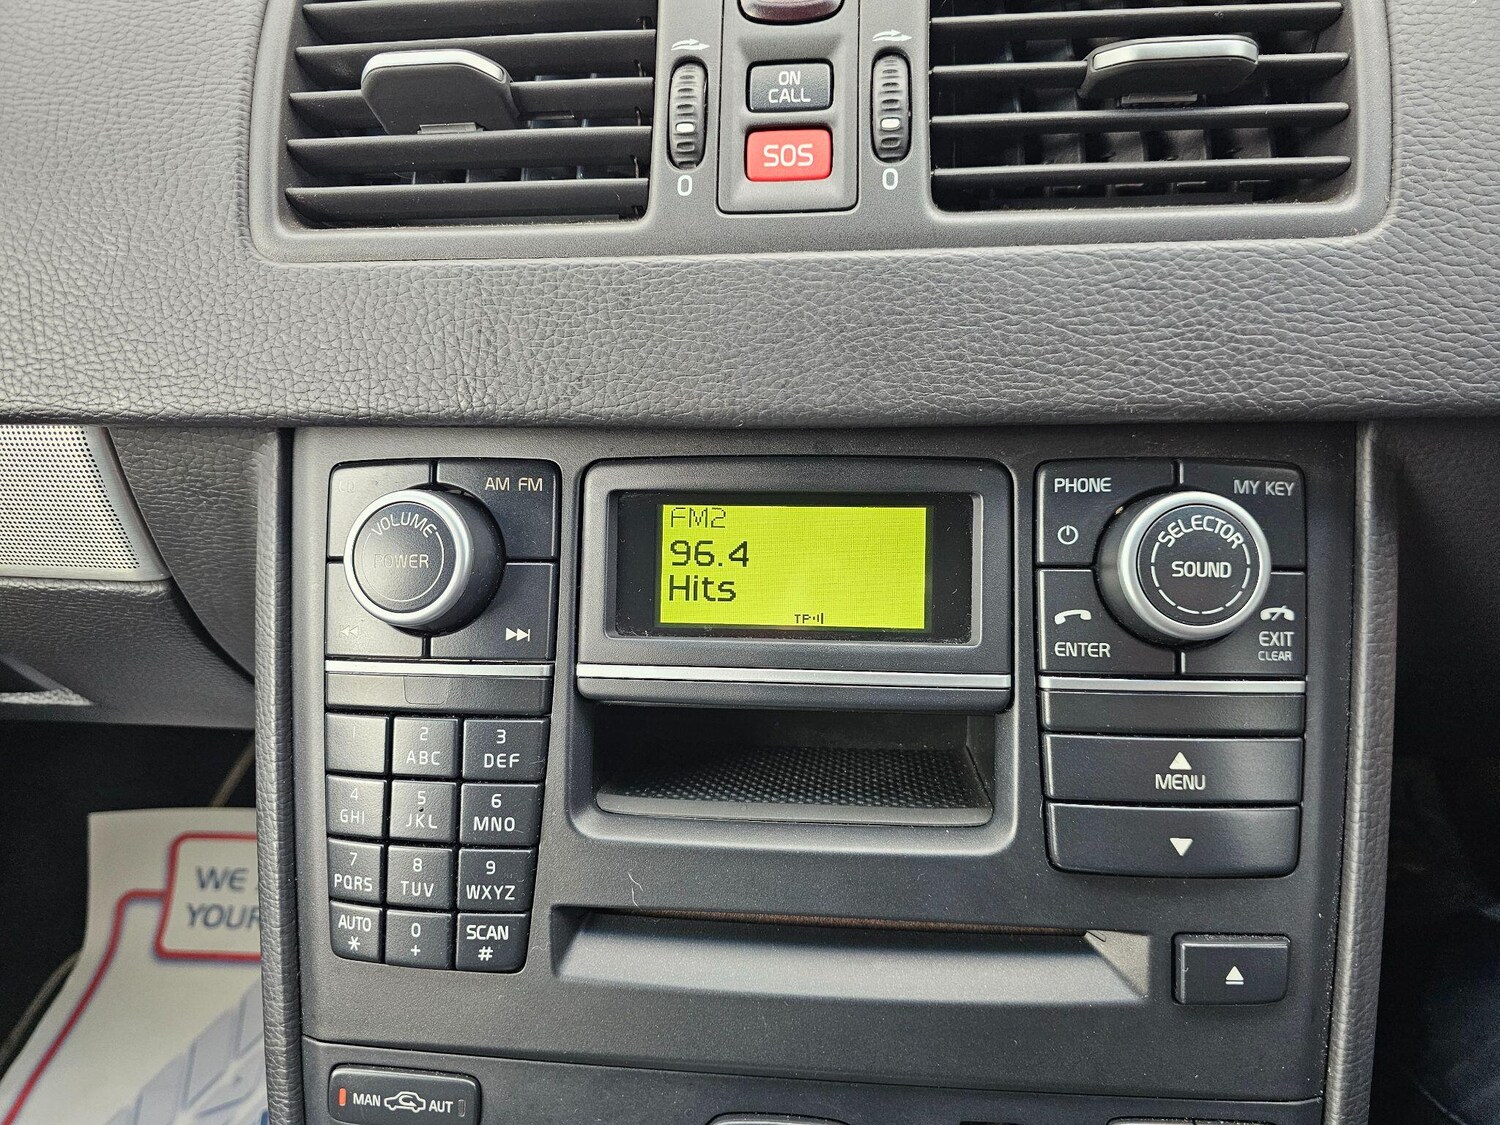 ON
CALL
SOS
0
0
AM FM
VOLUME
POWER
FM2
96.4
Hits
TP
PHONE
MY KEY
SELECTOR
SOUND
ENTER
EXIT
CLEAR
1
2
ABC
3
DEF
4
GHI
5
JKL
6
MNO
7
PQRS
8
TUV
9
WXYZ
AUTO
*
0
+
SCAN
#
MENU
WE
YOUR
MAN
AUT